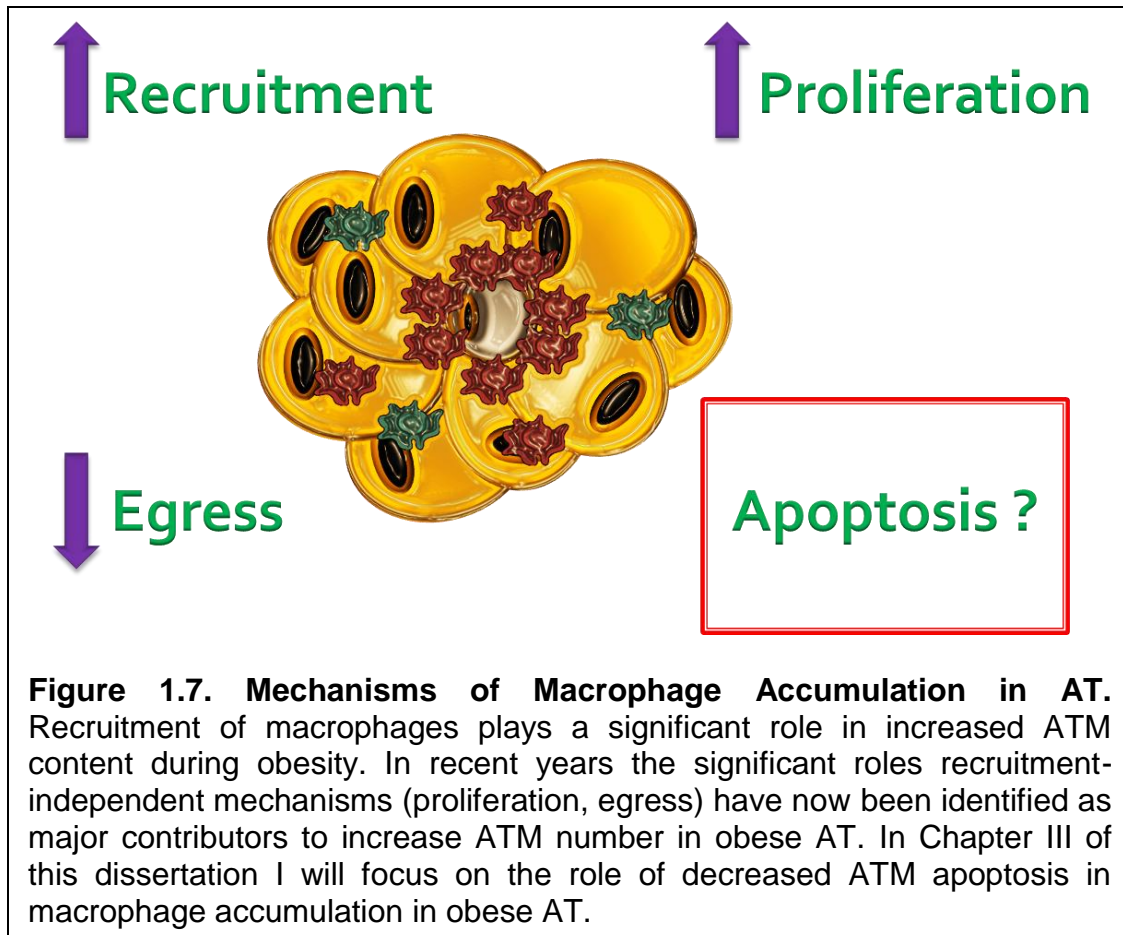 Recruitment
Proliferation
Egress
Apoptosis ?
Figure 1.7. Mechanisms of Macrophage Accumulation in AT.
Recruitment of macrophages plays a significant role in increased ATM
content during obesity. In recent years the significant roles recruitment-
independent mechanisms (proliferation, egress) have now been identified as
major contributors to increase ATM number in obese AT. In Chapter III of
this dissertation I will focus on the role of decreased ATM apoptosis in
macrophage accumulation in obese AT.